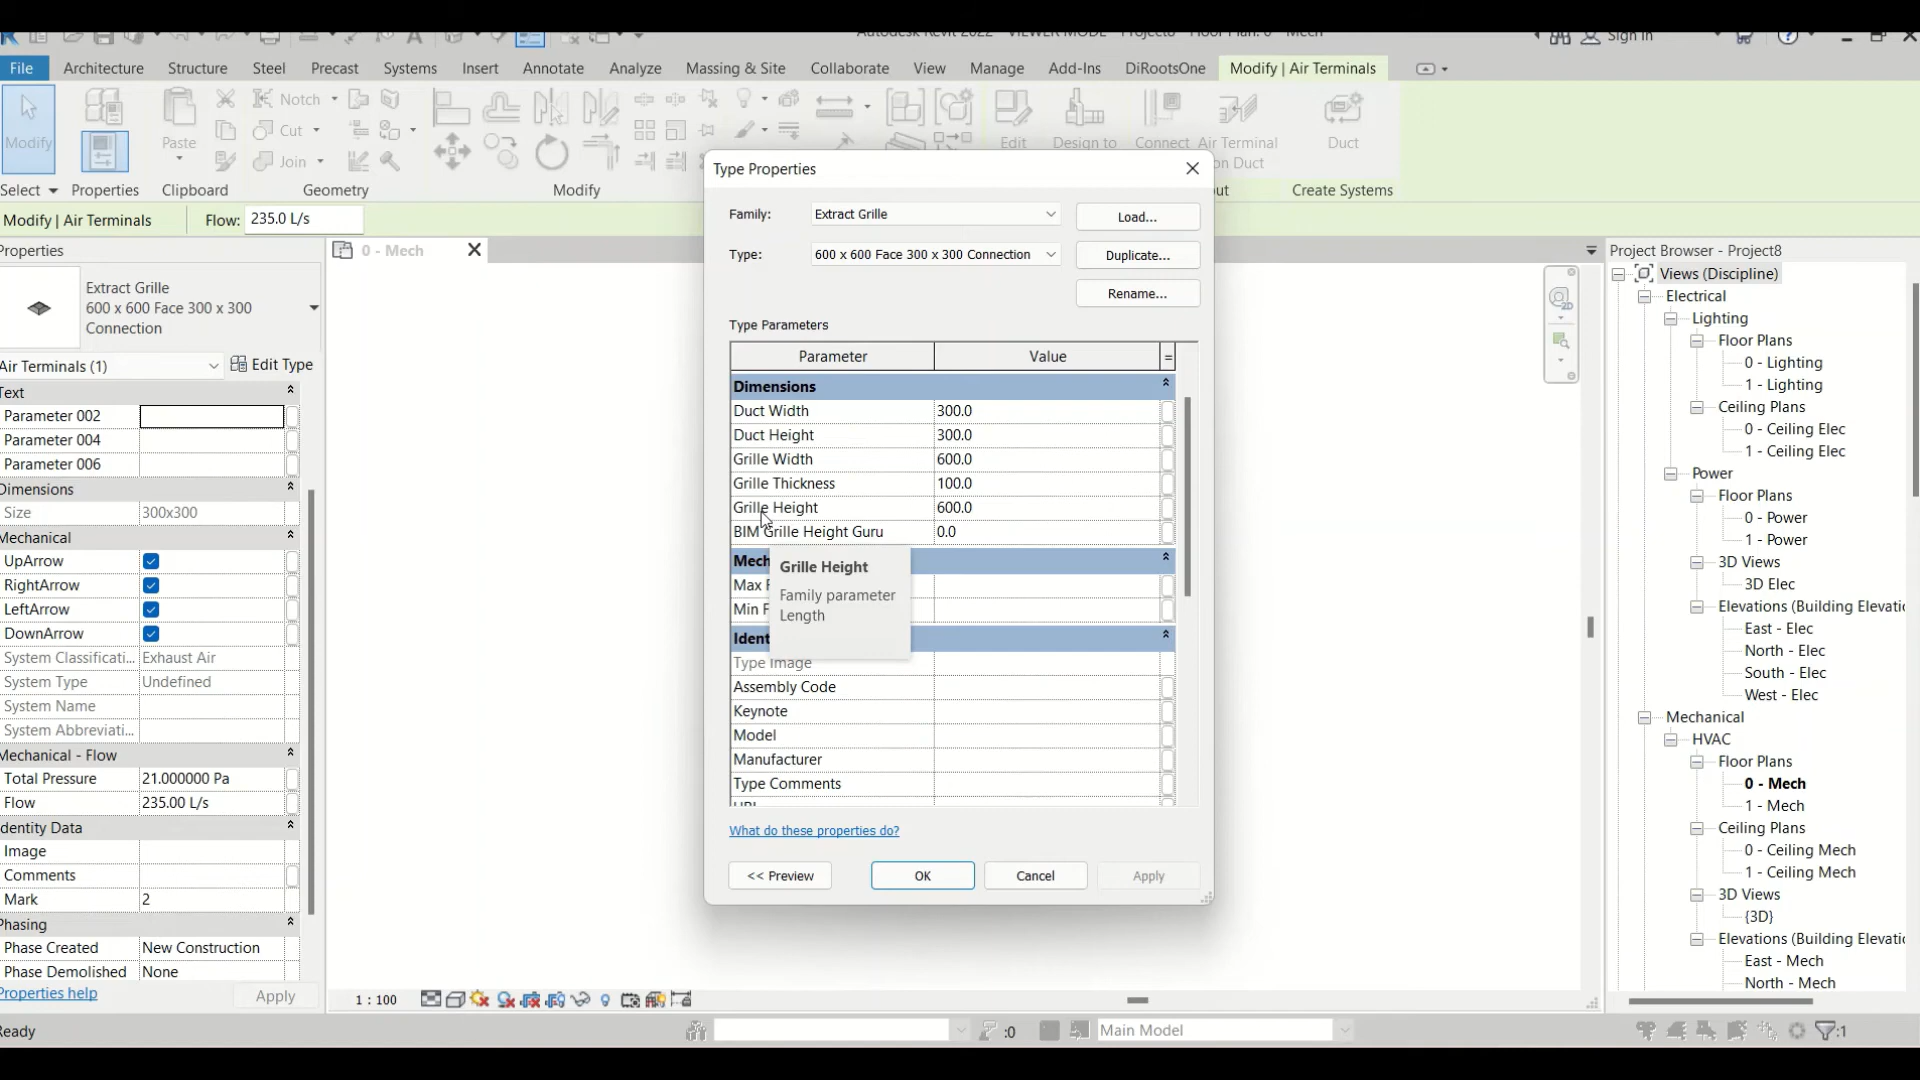 Autodesk Revit 2022 - VIEWER MODE - Project8 - Floor Plan: 0 - Mech
Sign In
File
Architecture
Structure
Steel
Precast
Systems
Insert
Annotate
Analyze
Massing & Site
Collaborate
View
Manage
Add-Ins
DiRootsOne
Modify | Air Terminals
Modify
Paste
Notch
Cut
Join
Edit
Design to
Connect
Air Terminal
on Duct
Duct
Select
Properties
Clipboard
Geometry
Modify
out
Create Systems
Modify | Air Terminals
Flow:
235.0 L/s
Properties
Extract Grille
600 x 600 Face 300 x 300
Connection
Air Terminals (1)
Edit Type
Text
Parameter 002
Parameter 004
Parameter 006
Dimensions
Size 300x300
Mechanical
UpArrow
RightArrow
LeftArrow
DownArrow
System Classificati... Exhaust Air
System Type Undefined
System Name
System Abbreviati...
Mechanical - Flow
Total Pressure 21.000000 Pa
Flow 235.00 L/s
dentity Data
Image
Comments
Mark 2
Phasing
Phase Created New Construction
Phase Demolished None
Properties help
Apply
0 - Mech
Type Properties
Family:
Extract Grille
Load...
Type:
600 x 600 Face 300 x 300 Connection
Duplicate...
Rename...
Type Parameters
Parameter Value =
Dimensions
Duct Width 300.0
Duct Height 300.0
Grille Width 600.0
Grille Thickness 100.0
Grille Height 600.0
BIM Grille Height Guru 0.0
Mech
Max F
Min F
Ident
Grille Height
Family parameter
Length
Type Image
Assembly Code
Keynote
Model
Manufacturer
Type Comments
URL
What do these properties do?
<< Preview
OK
Cancel
Apply
2D
Project Browser - Project8
Views (Discipline)
Electrical
Lighting
Floor Plans
0 - Lighting
1 - Lighting
Ceiling Plans
0 - Ceiling Elec
1 - Ceiling Elec
Power
Floor Plans
0 - Power
1 - Power
3D Views
3D Elec
Elevations (Building Elevatio
East - Elec
North - Elec
South - Elec
West - Elec
Mechanical
HVAC
Floor Plans
0 - Mech
1 - Mech
Ceiling Plans
0 - Ceiling Mech
1 - Ceiling Mech
3D Views
{3D}
Elevations (Building Elevatio
East - Mech
North - Mech
1 : 100
Ready
:0
Main Model
:1